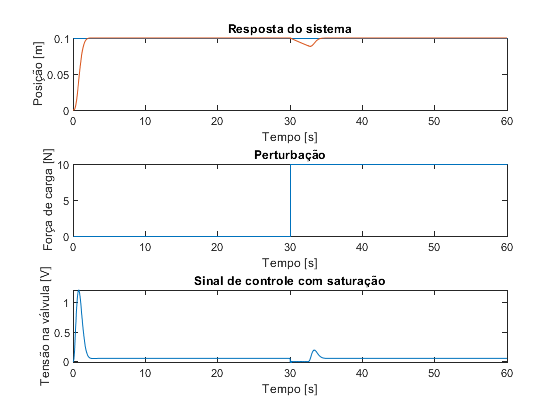 Resposta do sistema
0.1
0.05
0
Posição [m]
0 10 20 30 40 50 60
Tempo [s]
Perturbação
10
5
0
Força de carga [N]
0 10 20 30 40 50 60
Tempo [s]
Sinal de controle com saturação
1
0.5
0
Tensão na válvula [V]
0 10 20 30 40 50 60
Tempo [s]